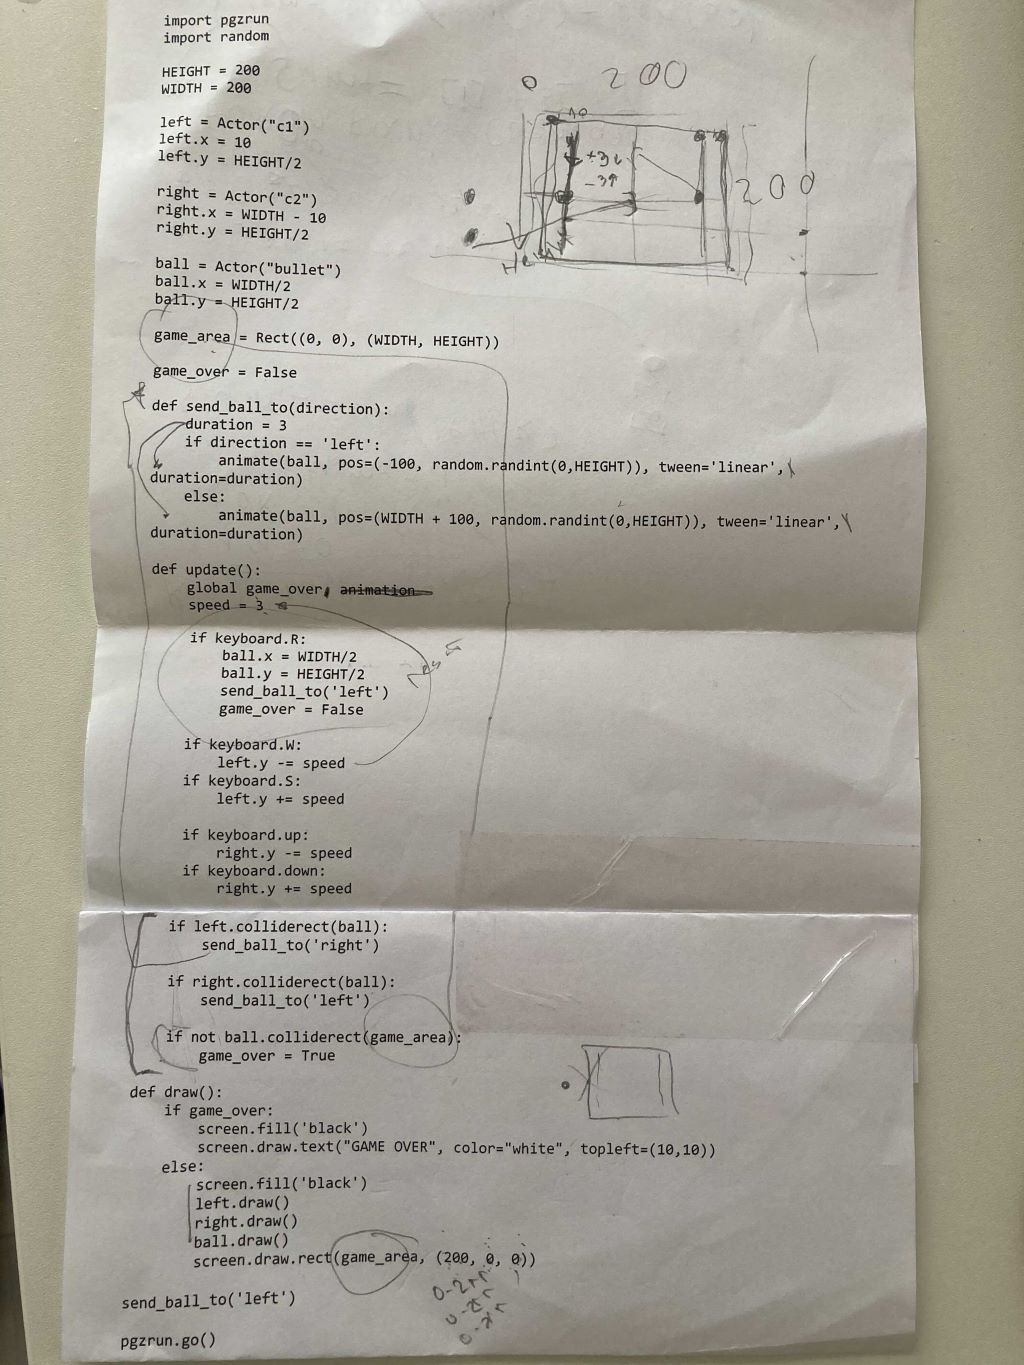 import pgzrun
import random
HEIGHT = 200
WIDTH = 200
0 200
left = Actor("c1")
left.x = 10
left.y = HEIGHT/2
10
+3↓
-3↑
200
right = Actor("c2")
right.x = WIDTH - 10
right.y = HEIGHT/2
Height
ball = Actor("bullet")
ball.x = WIDTH/2
ball.y = HEIGHT/2
game_area = Rect((0, 0), (WIDTH, HEIGHT))
game_over = False
def send_ball_to(direction):
duration = 3
if direction == 'left':
animate(ball, pos=(-100, random.randint(0,HEIGHT)), tween='linear',\
duration=duration)
else:
animate(ball, pos=(WIDTH + 100, random.randint(0,HEIGHT)), tween='linear',\
duration=duration)
def update():
global game_over, animation
speed = 3
if keyboard.R:
ball.x = WIDTH/2
ball.y = HEIGHT/2
send_ball_to('left')
game_over = False
if keyboard.W:
left.y -= speed
if keyboard.S:
left.y += speed
if keyboard.up:
right.y -= speed
if keyboard.down:
right.y += speed
if left.colliderect(ball):
send_ball_to('right')
if right.colliderect(ball):
send_ball_to('left')
if not ball.colliderect(game_area):
game_over = True
def draw():
if game_over:
screen.fill('black')
screen.draw.text("GAME OVER", color="white", topleft=(10,10))
else:
screen.fill('black')
left.draw()
right.draw()
ball.draw()
screen.draw.rect(game_area, (200, 0, 0))
send_ball_to('left')
pgzrun.go()